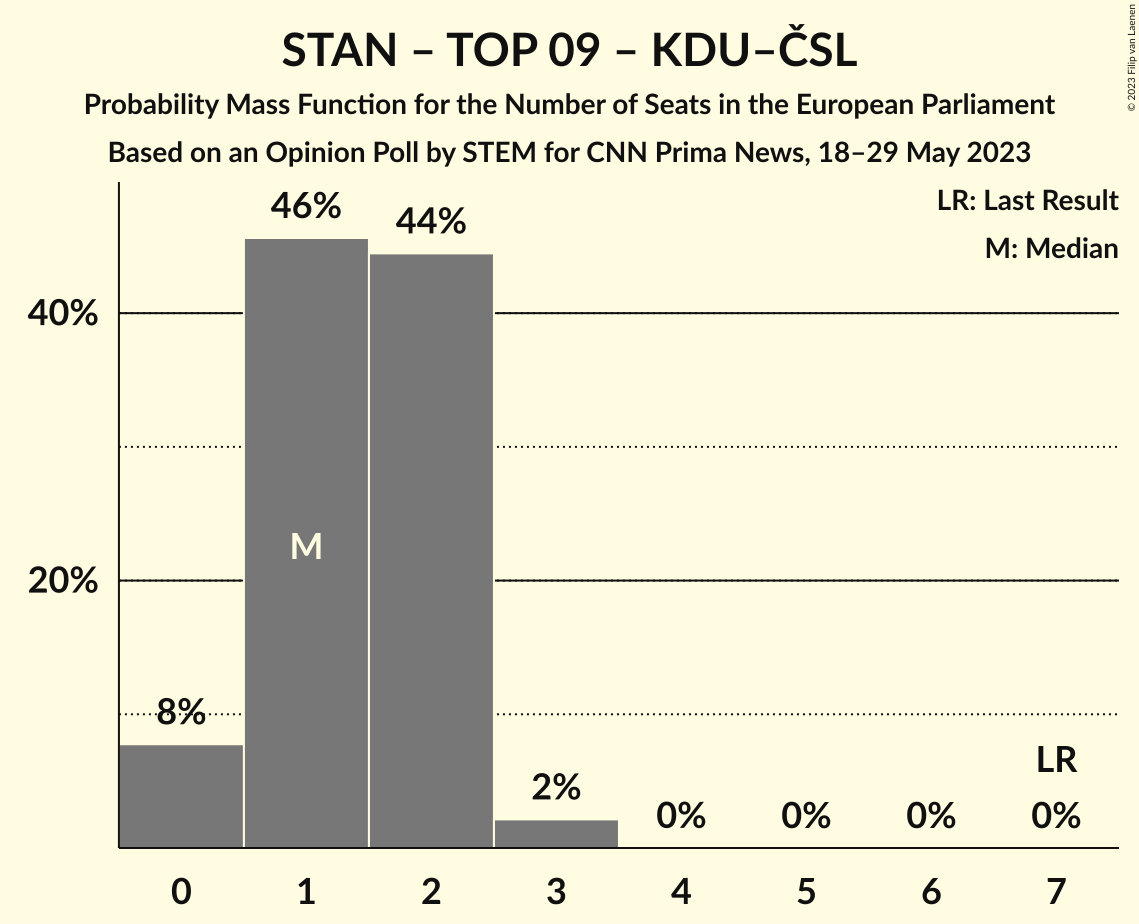 STAN – TOP 09 – KDU–ČSL
Probability Mass Function for the Number of Seats in the European Parliament
Based on an Opinion Poll by STEM for CNN Prima News, 18–29 May 2023
© 2023 Filip van Laenen
LR: Last Result
M: Median
46%
44%
40%
M
20%
8%
2%
LR
0%
0%
0%
0%
0 1 2 3 4 5 6 7